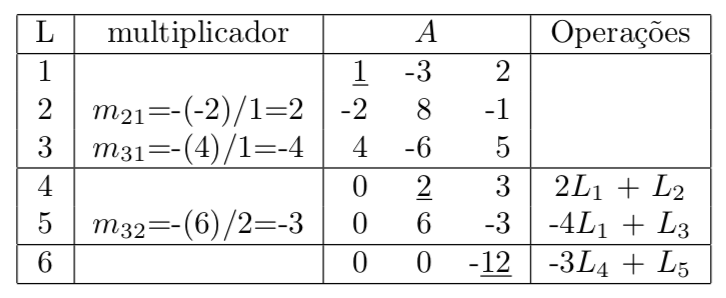 L multiplicador A Operações
1 1 -3 2
2 m21=-(-2)/1=2 -2 8 -1
3 m31=-(4)/1=-4 4 -6 5
4 0 2 3 2L1 + L2
5 m32=-(6)/2=-3 0 6 -3 -4L1 + L3
6 0 0 -12 -3L4 + L5